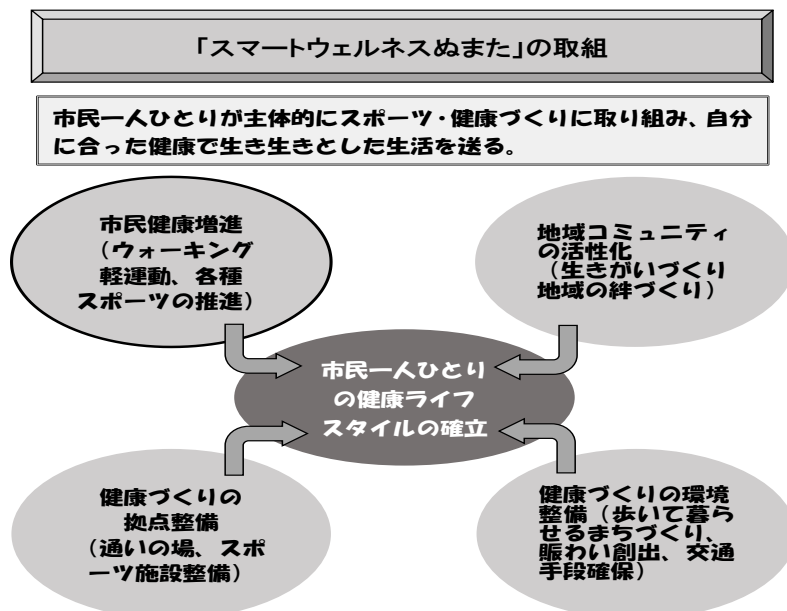 「スマートウェルネスぬまた」の取組
市民一人ひとりが主体的にスポーツ・健康づくりに取り組み、自分
に合った健康で生き生きとした生活を送る。
市民健康増進
（ウォーキング
軽運動、各種
スポーツの推進）
地域コミュニティ
の活性化
（生きがいづくり
地域の絆づくり）
市民一人ひとり
の健康ライフ
スタイルの確立
健康づくりの
拠点整備
（通いの場、スポ
ーツ施設整備）
健康づくりの環境
整備（歩いて暮ら
せるまちづくり、
賑わい創出、交通
手段確保）